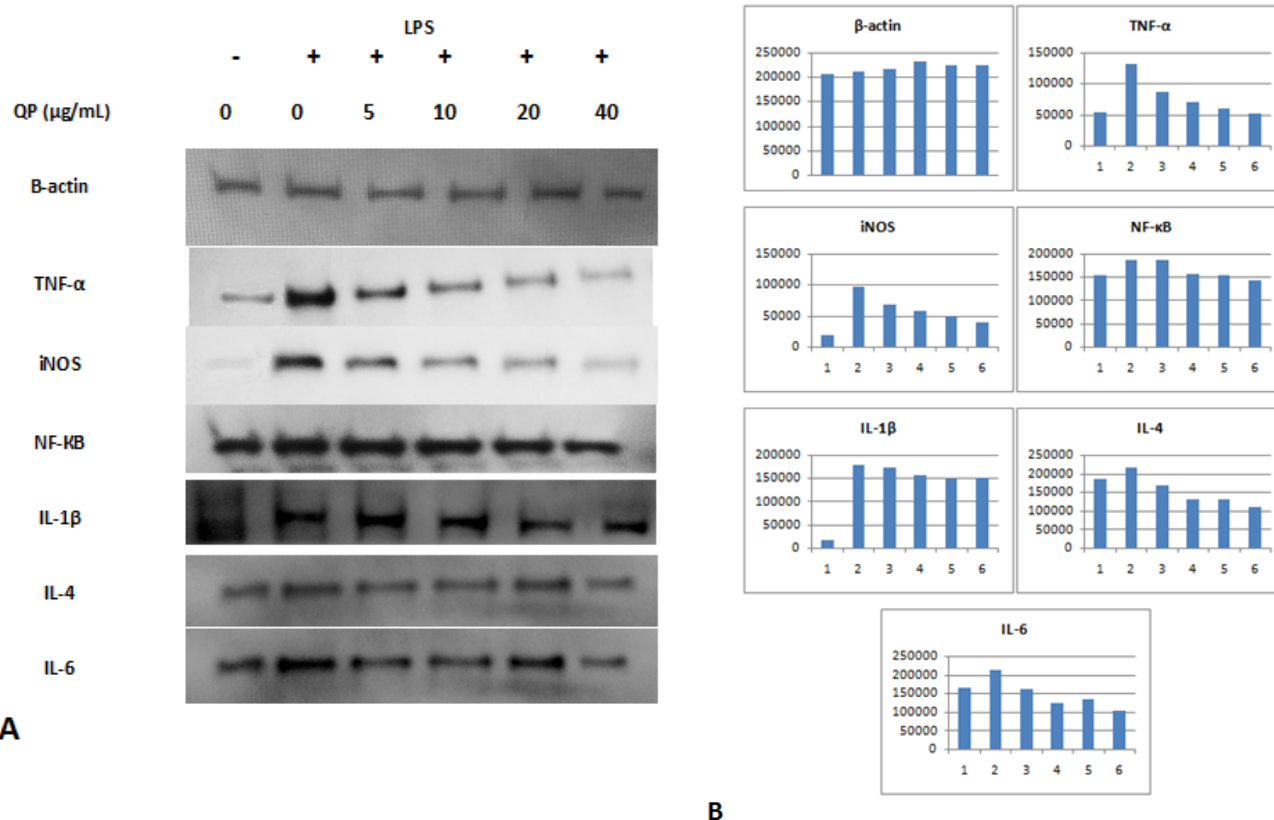 LPS
- + + + + +
QP (µg/mL) 0 0 5 10 20 40
B-actin
TNF-α
iNOS
NF-KB
IL-1β
IL-4
IL-6
A
β-actin
250000
200000
150000
100000
50000
0
1 2 3 4 5 6
TNF-α
150000
100000
50000
0
1 2 3 4 5 6
iNOS
150000
100000
50000
0
1 2 3 4 5 6
NF-κB
200000
150000
100000
50000
0
1 2 3 4 5 6
IL-1β
200000
150000
100000
50000
0
1 2 3 4 5 6
IL-4
250000
200000
150000
100000
50000
0
1 2 3 4 5 6
IL-6
250000
200000
150000
100000
50000
0
1 2 3 4 5 6
B